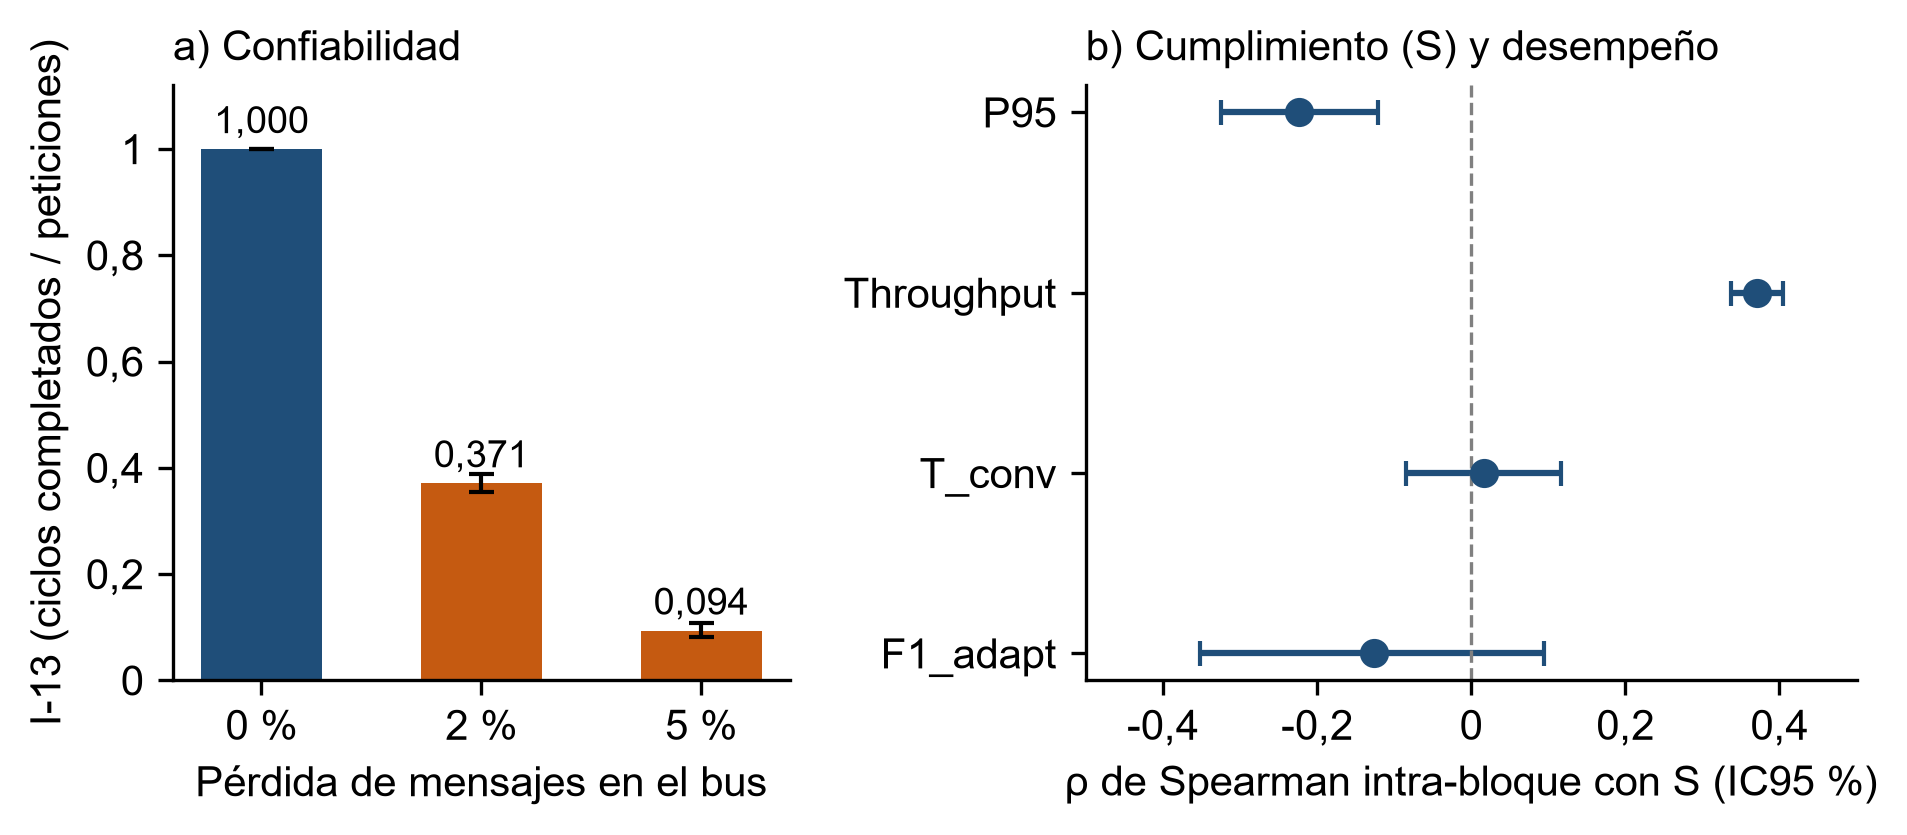 a) Confiabilidad
I-13 (ciclos completados / peticiones)
1
0,8
0,6
0,4
0,2
0
1,000
0,371
0,094
0 %
2 %
5 %
Pérdida de mensajes en el bus
b) Cumplimiento (S) y desempeño
P95
Throughput
T_conv
F1_adapt
-0,4
-0,2
0
0,2
0,4
ρ de Spearman intra-bloque con S (IC95 %)